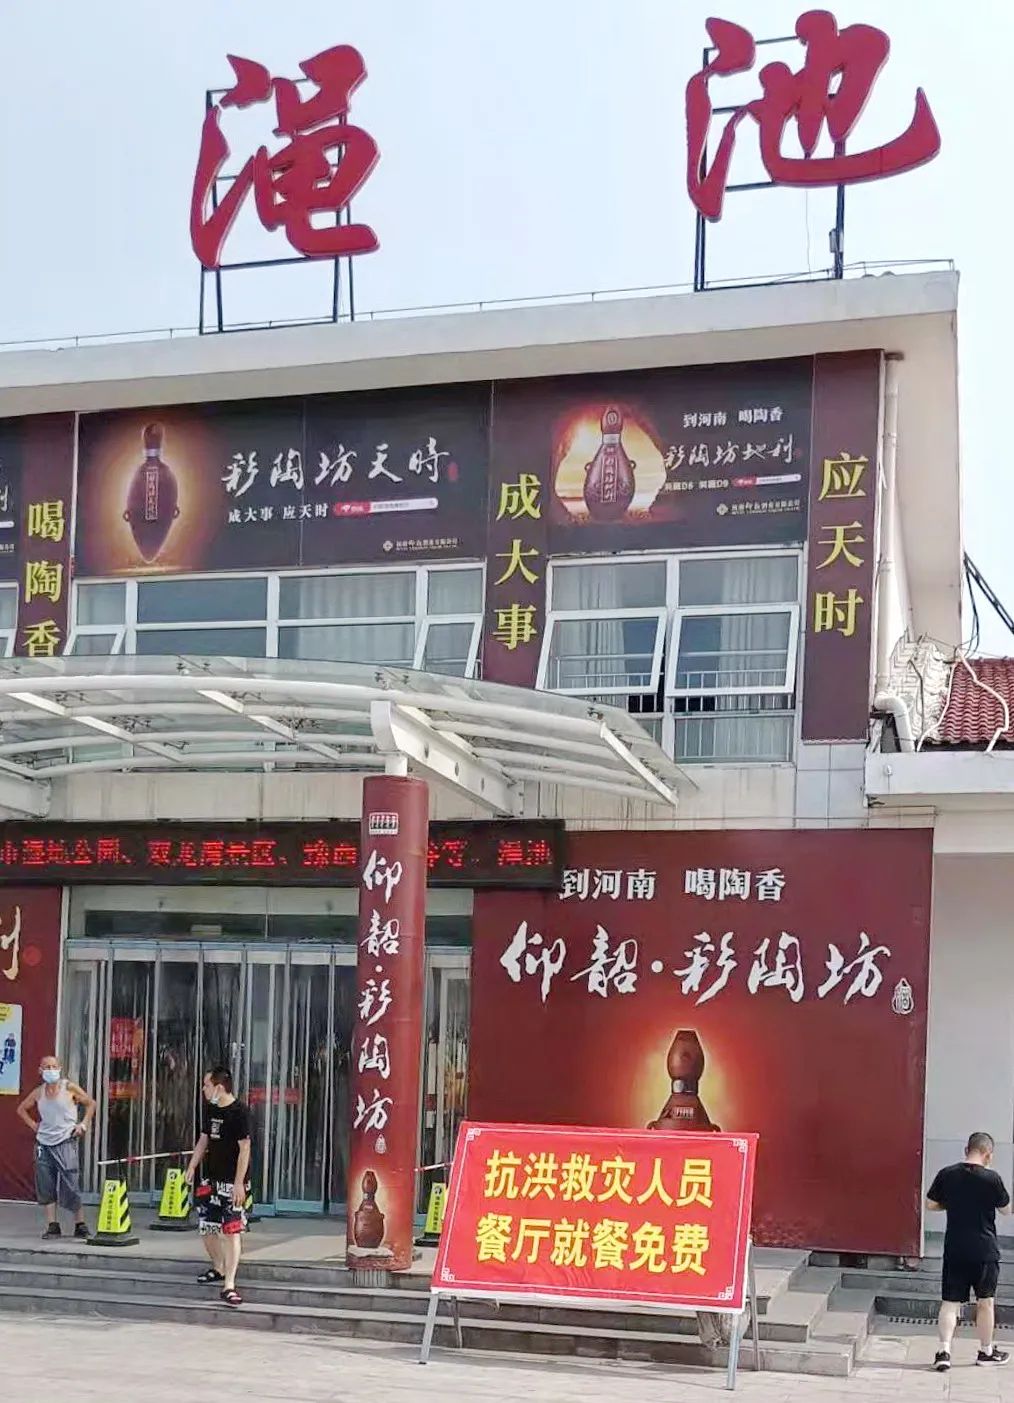 渑池
彩陶坊天時
成大事 应天时
到河南 喝陶香
彩陶坊地利
喝陶香
成大事
应天时
利
到河南 喝陶香
仰韶·彩陶坊
仰韶·彩陶坊
抗洪救灾人员
餐厅就餐免费